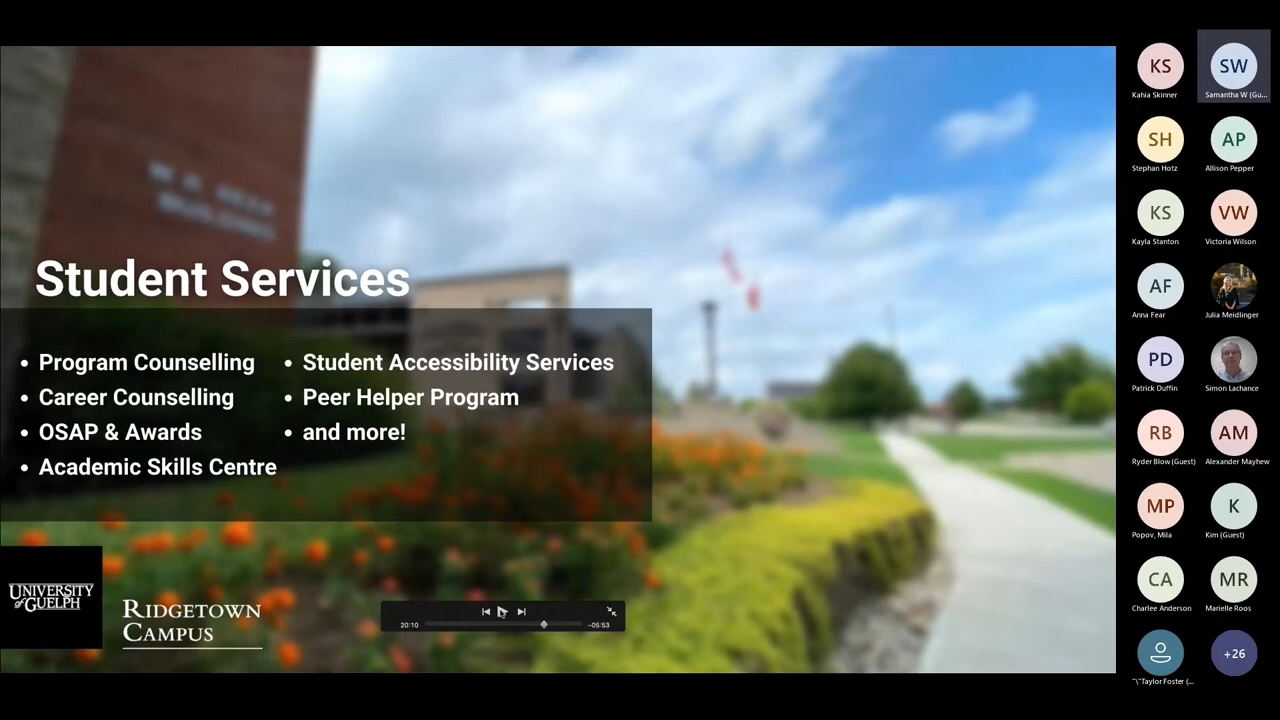 Student Services
• Program Counselling
• Career Counselling
• OSAP & Awards
• Academic Skills Centre
• Student Accessibility Services
• Peer Helper Program
• and more!
UNIVERSITY
of GUELPH
RIDGETOWN
CAMPUS
20:10
-05:53
KS
Kahia Skinner
SW
Samantha W (Gu...
SH
Stephan Hotz
AP
Allison Pepper
KS
Kayla Stanton
VW
Victoria Wilson
AF
Anna Fear
Julia Meidlinger
PD
Patrick Duffin
Simon Lachance
RB
Ryder Blow (Guest)
AM
Alexander Mayhew
MP
Popov, Mila
K
Kim (Guest)
CA
Charlee Anderson
MR
Marielle Roos
"\"Taylor Foster (...
+26